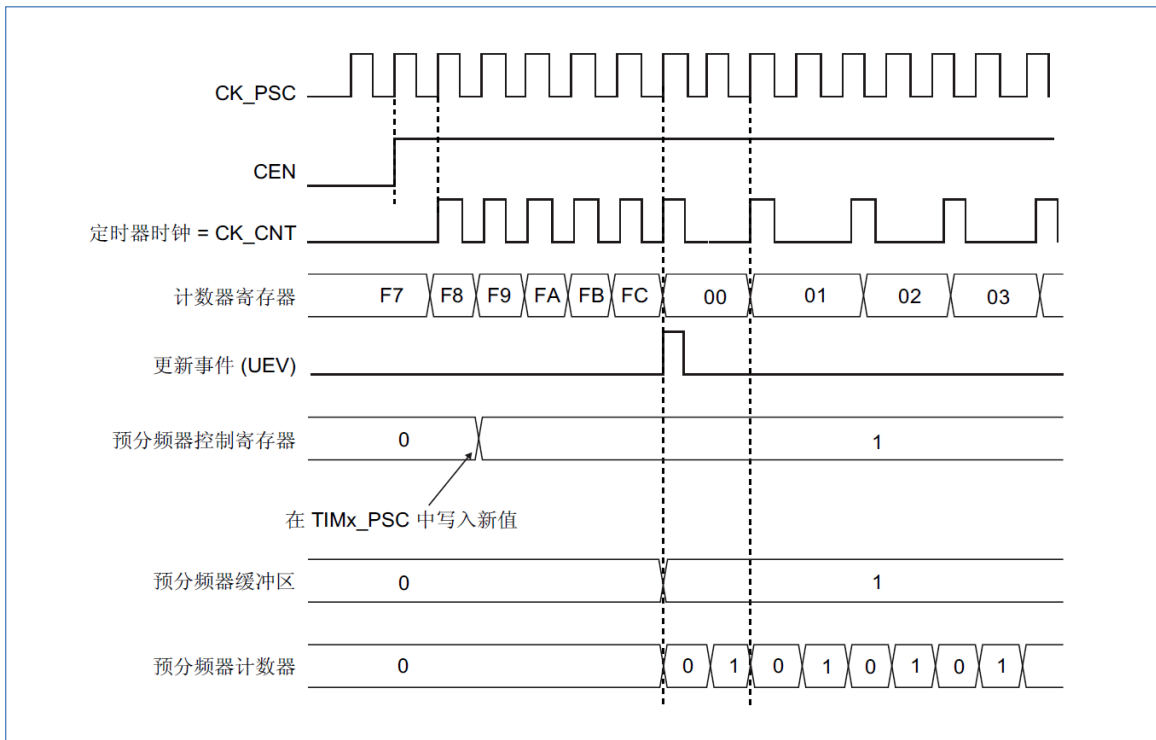 CK_PSC
CEN
定时器时钟 = CK_CNT
计数器寄存器 F7 F8 F9 FA FB FC 00 01 02 03
更新事件 (UEV)
预分频器控制寄存器 0 1
在 TIMx_PSC 中写入新值
预分频器缓冲区 0 1
预分频器计数器 0 0 1 0 1 0 1 0 1